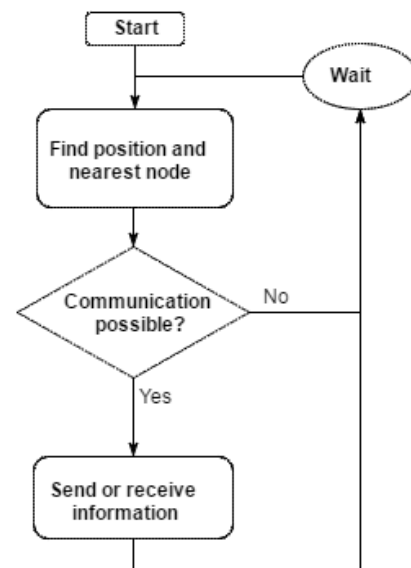 Start
Wait
Find position and
nearest node
Communication
possible?
No
Yes
Send or receive
information